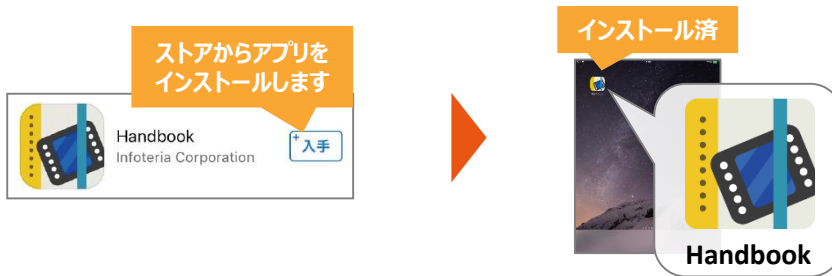 ストアからアプリを
インストールします
Handbook
Infoteria Corporation
+入手
インストール済
Handbook